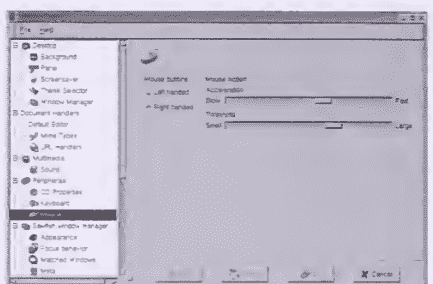 File Help
Desktop
Background
Panel
Screensaver
Theme Selector
Window Manager
Document Handlers
Default Editor
Mime Types
URL Handlers
Multimedia
Sound
Peripherals
CD Properties
Keyboard
Mouse
Sawfish window manager
Appearance
Focus behavior
Matched Windows
Meta
Mouse buttons
Left handed
Right handed
Mouse motion
Acceleration
Slow Fast
Threshold
Small Large
Cancel